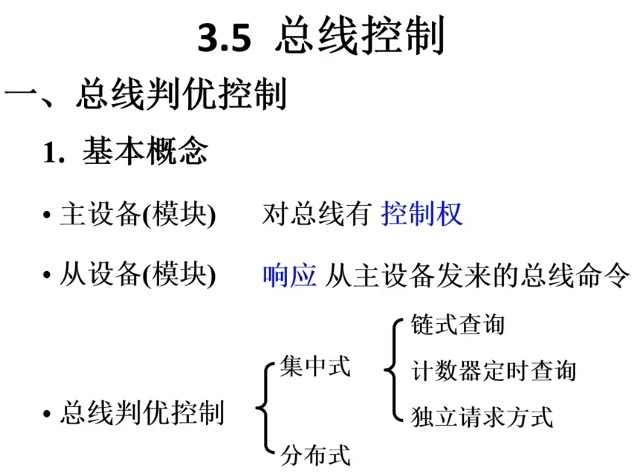 3.5 总线控制
一、总线判优控制
1. 基本概念
• 主设备(模块) 对总线有 控制权
• 从设备(模块) 响应 从主设备发来的总线命令
链式查询
集中式
计数器定时查询
• 总线判优控制
独立请求方式
分布式